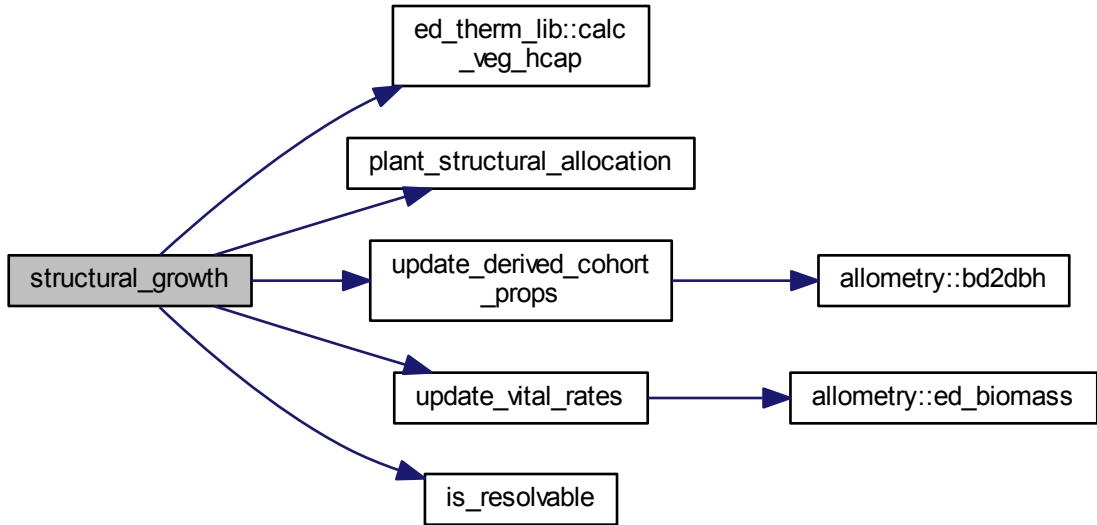 ed_therm_lib::calc
_veg_hcap
plant_structural_allocation
structural_growth
update_derived_cohort
_props
allometry::bd2dbh
update_vital_rates
allometry::ed_biomass
is_resolvable